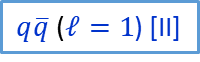 qq̄ (ℓ = 1) [II]